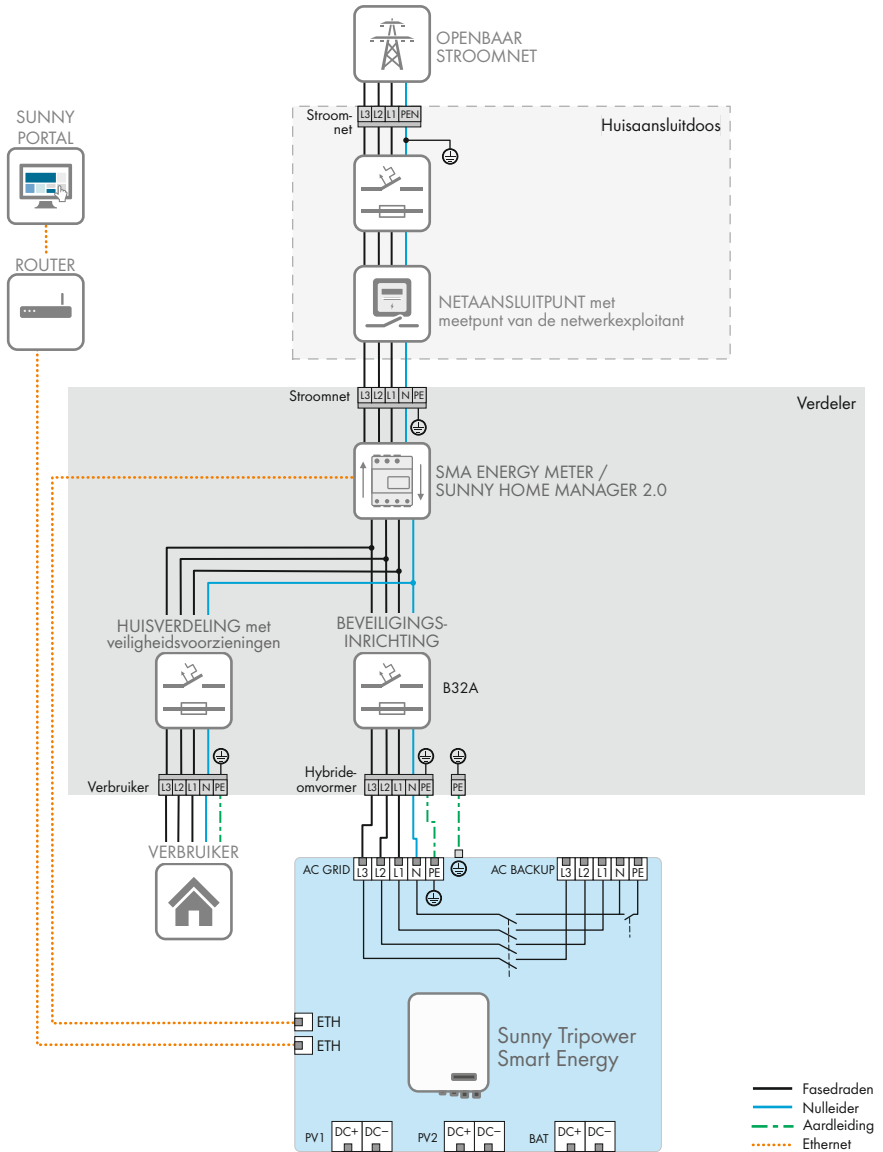 OPENBAAR
STROOMNET
SUNNY
PORTAL
Stroom-
net
L3 L2 L1 PEN
Huisaansluitdoos
ROUTER
NETAANSLUITPUNT met
meetpunt van de netwerkexploitant
Stroomnet
L3 L2 L1 N PE
Verdeler
SMA ENERGY METER /
SUNNY HOME MANAGER 2.0
HUISVERDELING met
veiligheidsvoorzieningen
BEVEILIGINGS-
INRICHTING
B32A
Verbruiker
L3 L2 L1 N PE
Hybride-
omvormer
L3 L2 L1 N PE
PE
VERBRUIKER
AC GRID
L3 L2 L1 N PE
AC BACKUP
L3 L2 L1 N PE
ETH
ETH
Sunny Tripower
Smart Energy
PV1
DC+ DC–
PV2
DC+ DC–
BAT
DC+ DC–
Fasedraden
Nulleider
Aardleiding
Ethernet